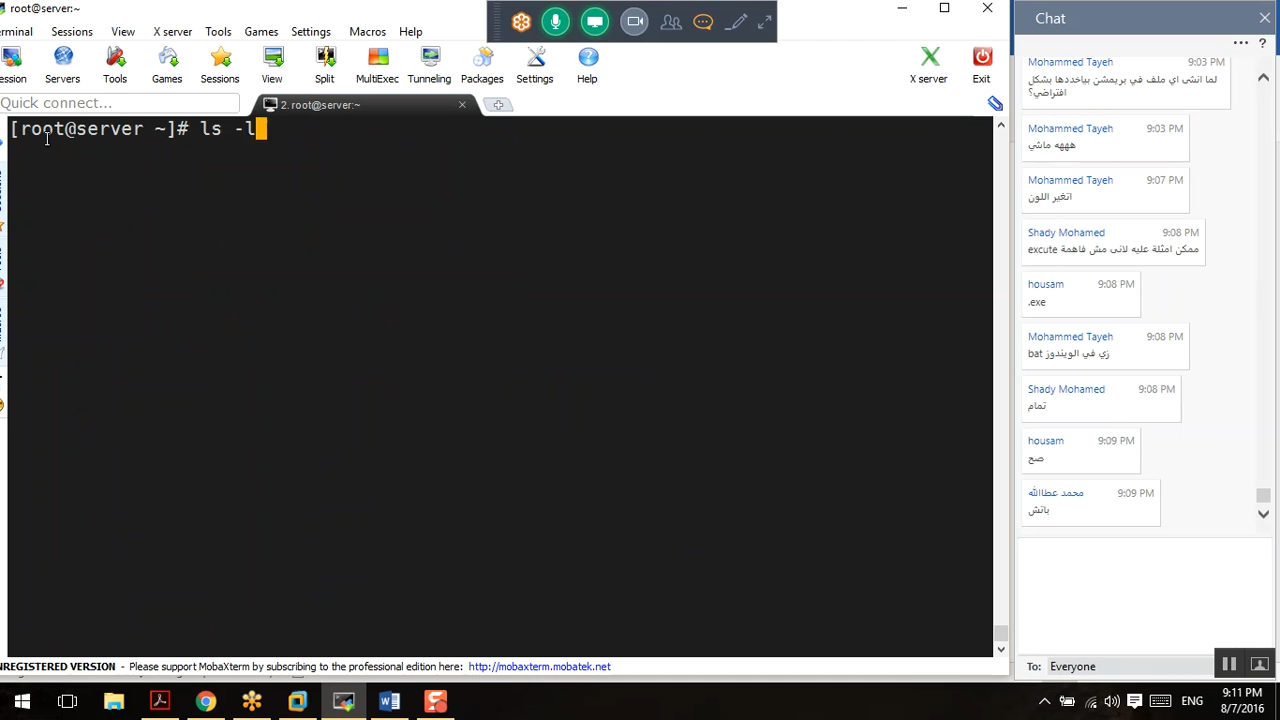 root@server:~
Terminal Sessions View X server Tools Games Settings Macros Help
Session Servers Tools Games Sessions View Split MultiExec Tunneling Packages Settings Help X server Exit
Quick connect...
2. root@server:~
[root@server ~]# ls -l
UNREGISTERED VERSION - Please support MobaXterm by subscribing to the professional edition here: http://mobaxterm.mobatek.net
Chat
Mohammed Tayeh 9:03 PM
لما انشى اي ملف في بريمشن بياخددها بشكل
افتراضي؟
Mohammed Tayeh 9:03 PM
هههه ماشي
Mohammed Tayeh 9:07 PM
اتغير اللون
Shady Mohamed 9:08 PM
ممكن امثلة عليه لانى مش فاهمة excute
housam 9:08 PM
.exe
Mohammed Tayeh 9:08 PM
زي في الويندوز bat
Shady Mohamed 9:08 PM
تمام
housam 9:09 PM
صح
محمد عطاالله 9:09 PM
باتش
To: Everyone
ENG
9:11 PM
8/7/2016